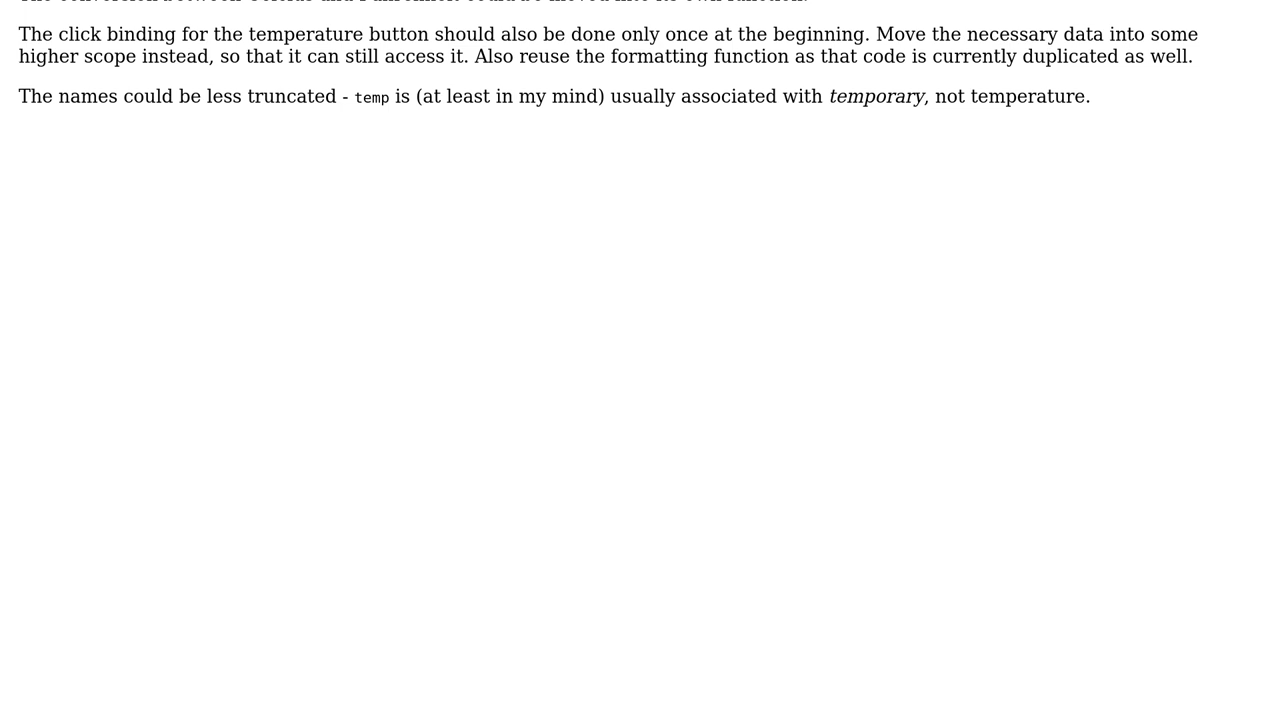 The click binding for the temperature button should also be done only once at the beginning. Move the necessary data into some
higher scope instead, so that it can still access it. Also reuse the formatting function as that code is currently duplicated as well.
The names could be less truncated - temp is (at least in my mind) usually associated with temporary, not temperature.